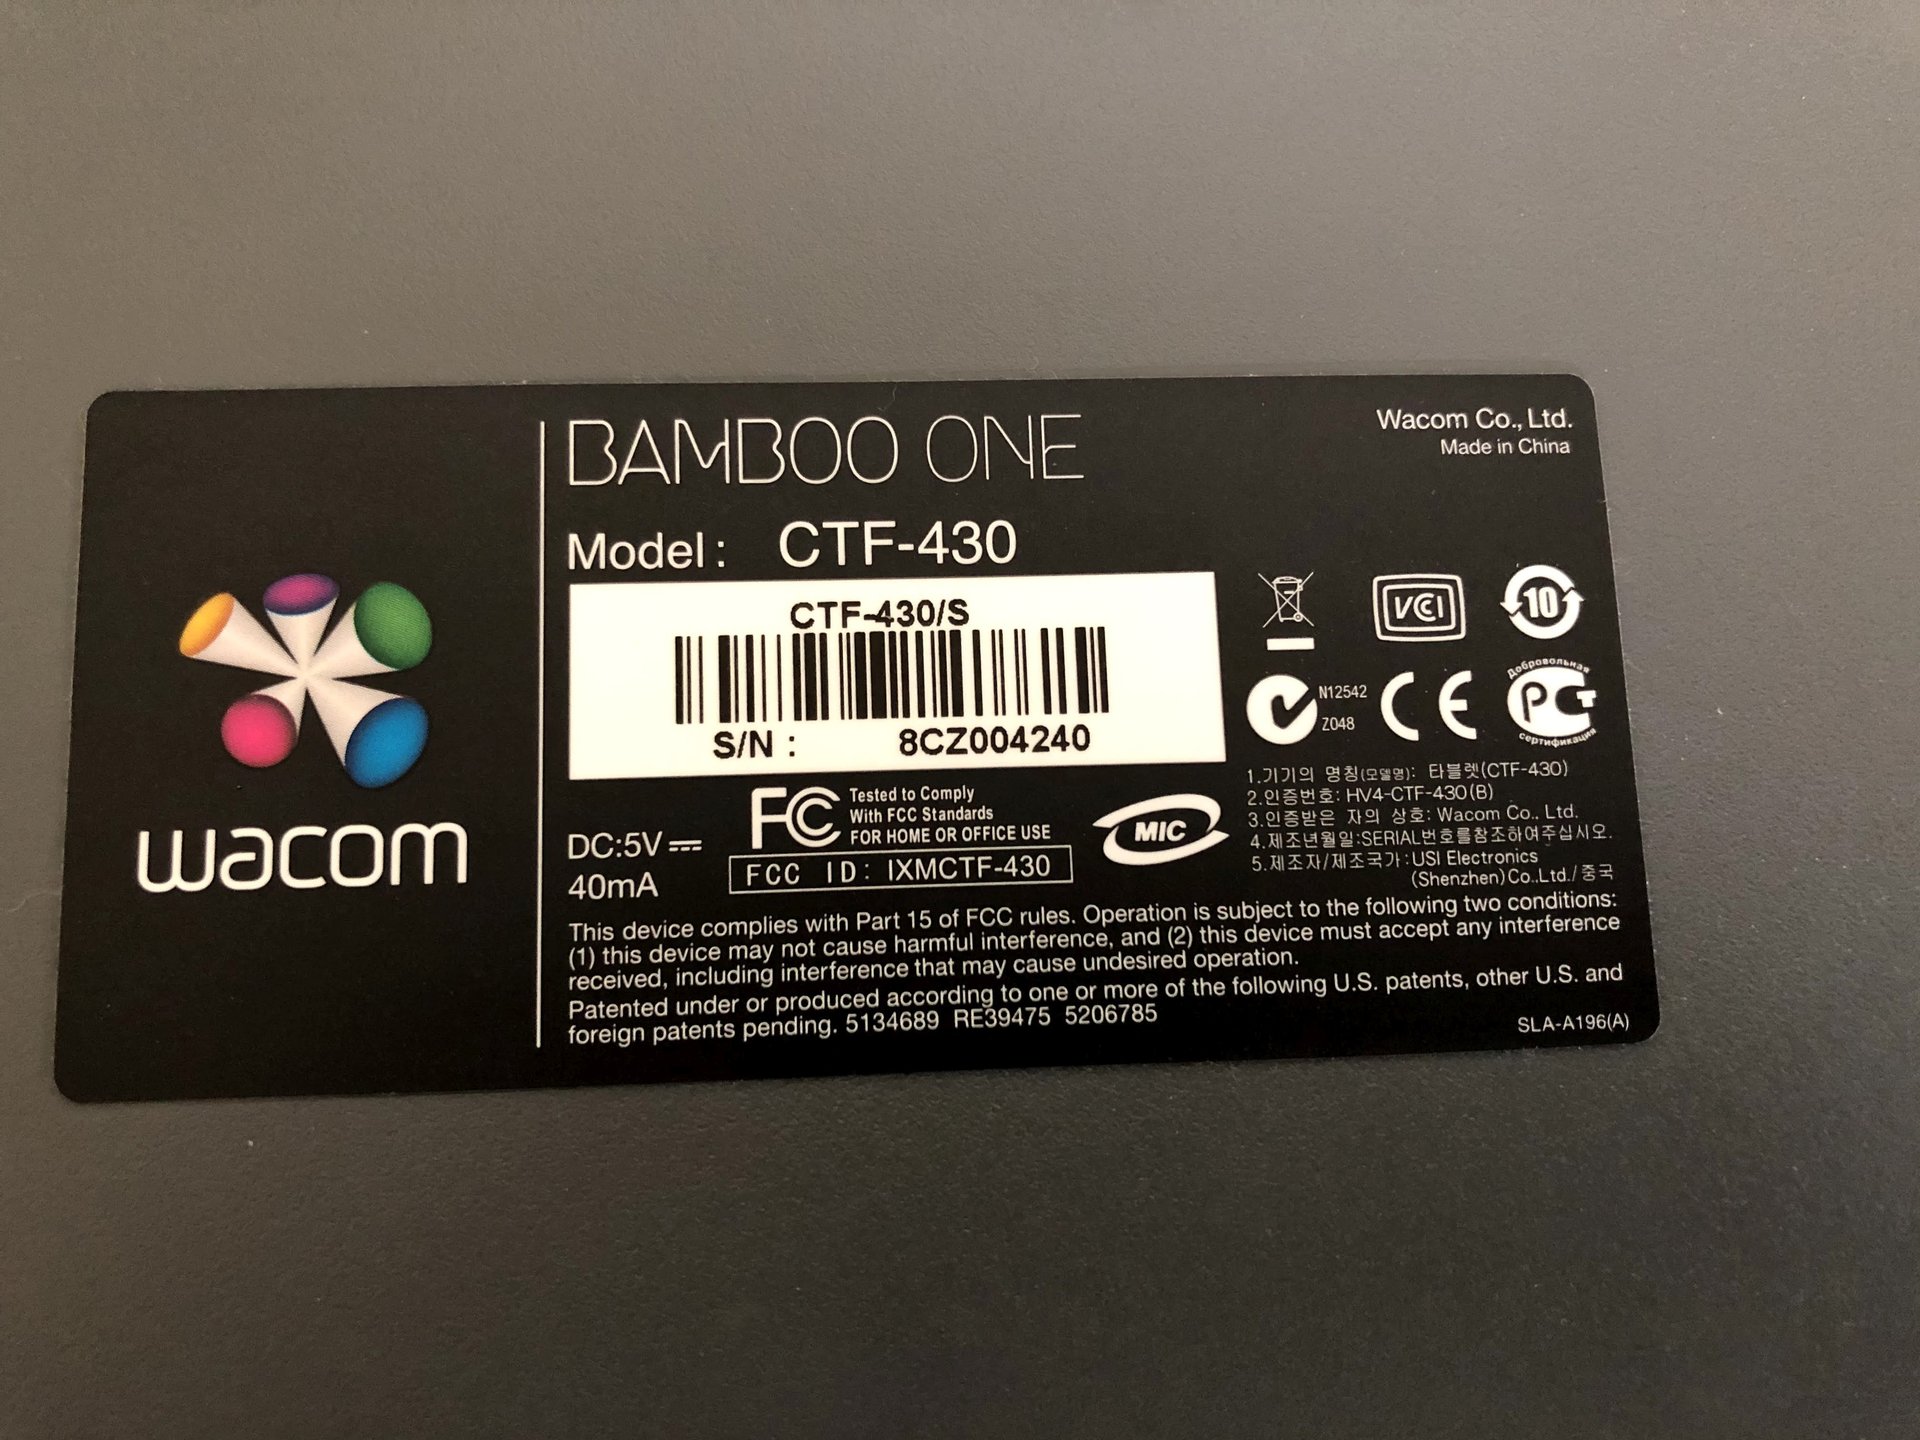 BAMBOO ONE
Wacom Co., Ltd.
Made in China
Model: CTF-430
CTF-430/S
S/N : 8CZ004240
wacom
VCI
10
N12542
Z048
CE
Добровольная
РСТ
сертификация
DC:5V
40mA
FC Tested to Comply
With FCC Standards
FOR HOME OR OFFICE USE
FCC ID: IXMCTF-430
MIC
1.기기의 명칭(모델명): 타블렛(CTF-430)
2.인증번호: HV4-CTF-430(B)
3.인증받은 자의 상호: Wacom Co., Ltd.
4.제조년월일:SERIAL번호를참조하여주십시오.
5.제조자/제조국가:USI Electronics
(Shenzhen)Co.,Ltd./중국
This device complies with Part 15 of FCC rules. Operation is subject to the following two conditions:
(1) this device may not cause harmful interference, and (2) this device must accept any interference
received, including interference that may cause undesired operation.
Patented under or produced according to one or more of the following U.S. patents, other U.S. and
foreign patents pending. 5134689 RE39475 5206785
SLA-A196(A)